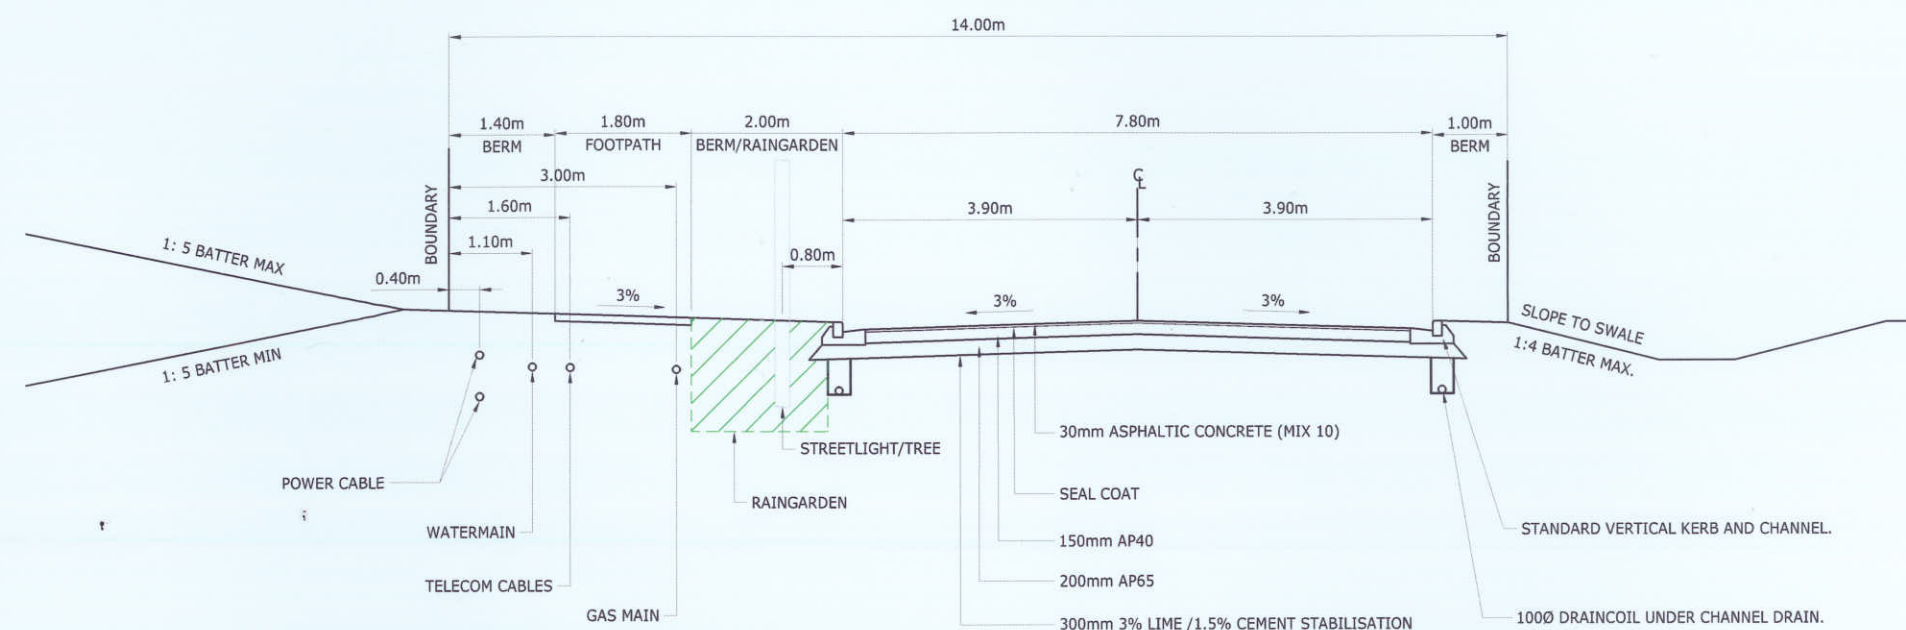 14.00m
1.40m
BERM
1.80m
FOOTPATH
2.00m
BERM/RAINGARDEN
7.80m
1.00m
BERM
3.00m
1.60m
1.10m
0.40m
BOUNDARY
0.80m
3.90m
℄
3.90m
BOUNDARY
1: 5 BATTER MAX
1: 5 BATTER MIN
3%
3%
3%
SLOPE TO SWALE
1:4 BATTER MAX.
POWER CABLE
WATERMAIN
TELECOM CABLES
GAS MAIN
STREETLIGHT/TREE
RAINGARDEN
30mm ASPHALTIC CONCRETE (MIX 10)
SEAL COAT
150mm AP40
200mm AP65
300mm 3% LIME /1.5% CEMENT STABILISATION
STANDARD VERTICAL KERB AND CHANNEL.
100Ø DRAINCOIL UNDER CHANNEL DRAIN.